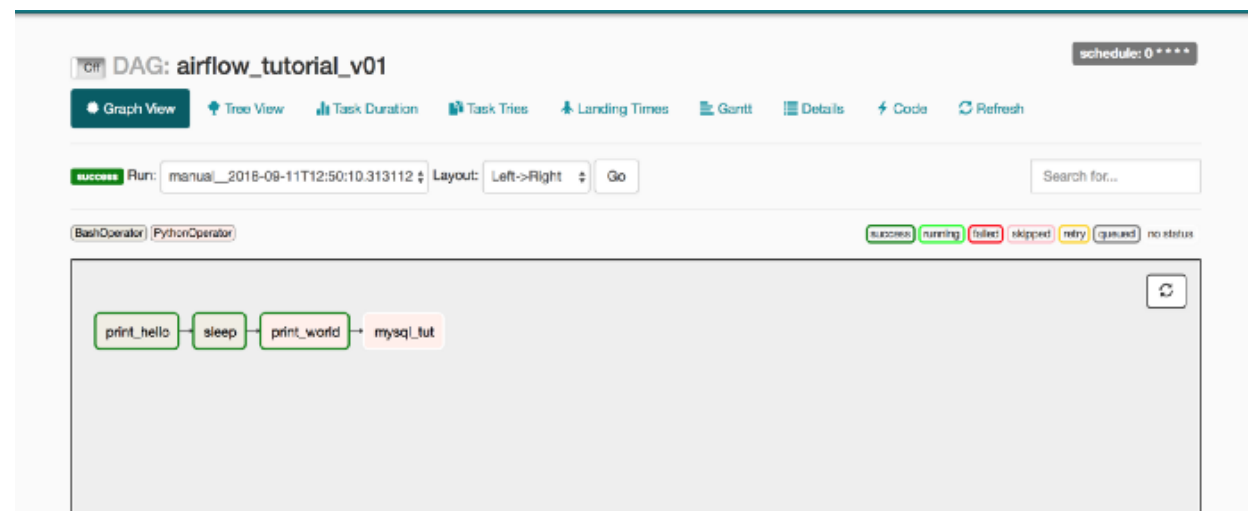 Off DAG: airflow_tutorial_v01 schedule: 0 * * * *
Graph View Tree View Task Duration Task Tries Landing Times Gantt Details Code Refresh
success Run: manual__2018-09-11T12:50:10.313112 Layout: Left->Right Go Search for...
BashOperator PythonOperator success running failed skipped retry queued no status
print_hello sleep print_world mysql_tut